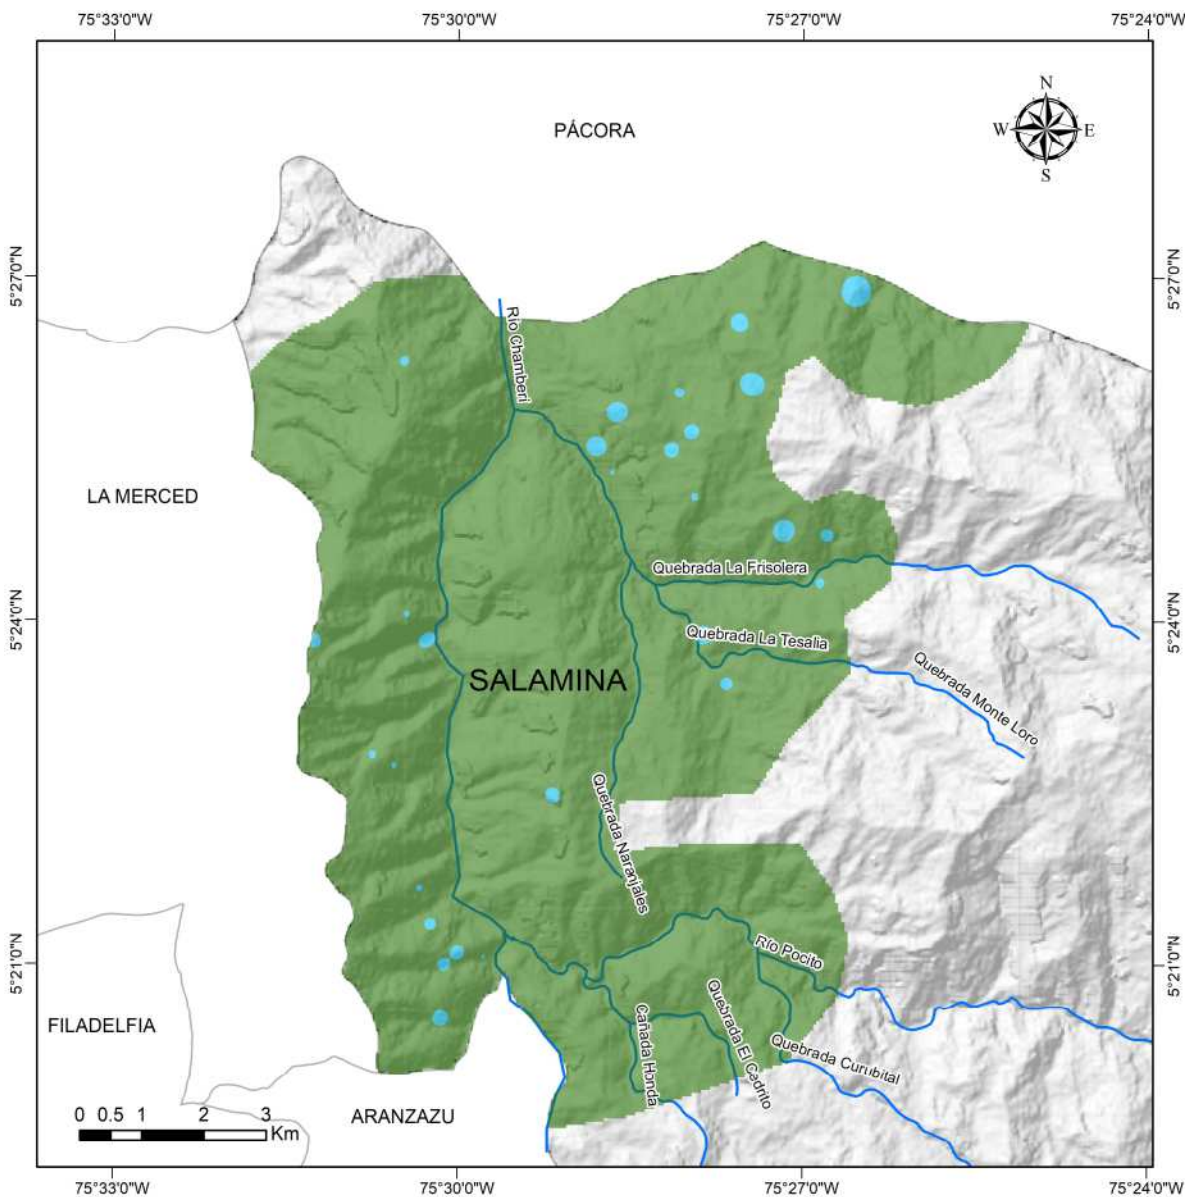 75°33'0"W
75°30'0"W
75°27'0"W
75°24'0"W
N
W
E
S
PÁCORA
5°27'0"N
5°27'0"N
Río Chamberi
LA MERCED
Quebrada La Frisolera
5°24'0"N
5°24'0"N
Quebrada La Tesalia
SALAMINA
Quebrada Monte Loro
Quebrada Naranjales
5°21'0"N
5°21'0"N
Río Pocito
FILADELFIA
Cañada Honda
Quebrada El Cedrito
Quebrada Curubital
0 0.5 1 2 3
Km
ARANZAZU
75°33'0"W
75°30'0"W
75°27'0"W
75°24'0"W